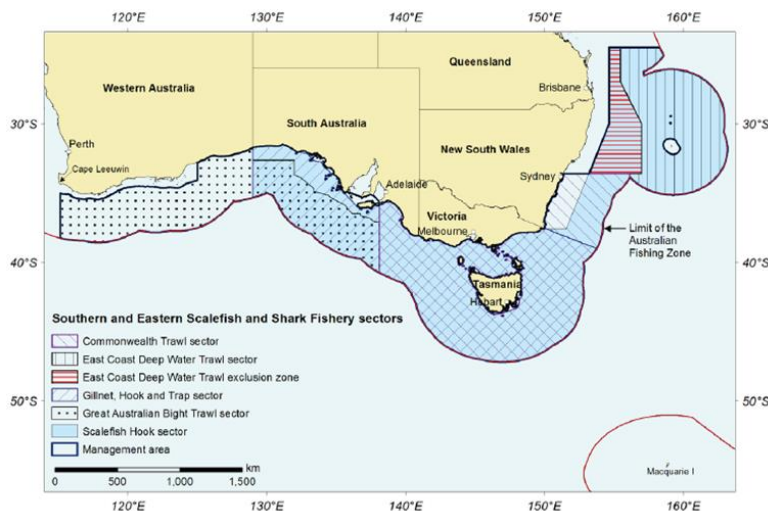 120°E 130°E 140°E 150°E 160°E
Queensland
Western Australia
Brisbane
South Australia
30°S 30°S
New South Wales
Perth
Cape Leeuwin
Sydney
Adelaide
Victoria
Melbourne
Limit of the
Australian
Fishing Zone
40°S 40°S
Tasmania
Hobart
Southern and Eastern Scalefish and Shark Fishery sectors
Commonwealth Trawl sector
East Coast Deep Water Trawl sector
East Coast Deep Water Trawl exclusion zone
Gillnet, Hook and Trap sector
50°S 50°S
Great Australian Bight Trawl sector
Scalefish Hook sector
Management area
km
0 500 1,000 1,500
Macquarie I
120°E 130°E 140°E 150°E 160°E